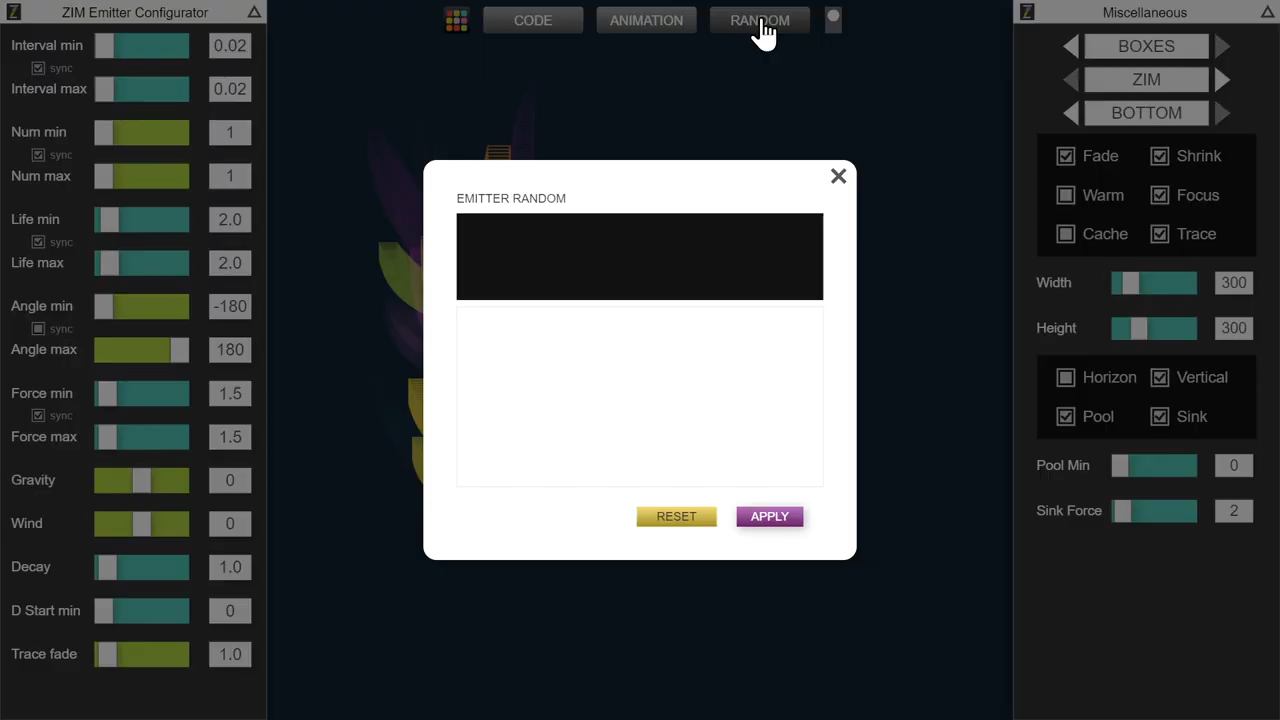 ZIM Emitter Configurator
Interval min 0.02
sync
Interval max 0.02
Num min 1
sync
Num max 1
Life min 2.0
sync
Life max 2.0
Angle min -180
sync
Angle max 180
Force min 1.5
sync
Force max 1.5
Gravity 0
Wind 0
Decay 1.0
D Start min 0
Trace fade 1.0
CODE ANIMATION RANDOM
EMITTER RANDOM
RESET APPLY
Miscellaneous
BOXES
ZIM
BOTTOM
Fade Shrink
Warm Focus
Cache Trace
Width 300
Height 300
Horizon Vertical
Pool Sink
Pool Min 0
Sink Force 2